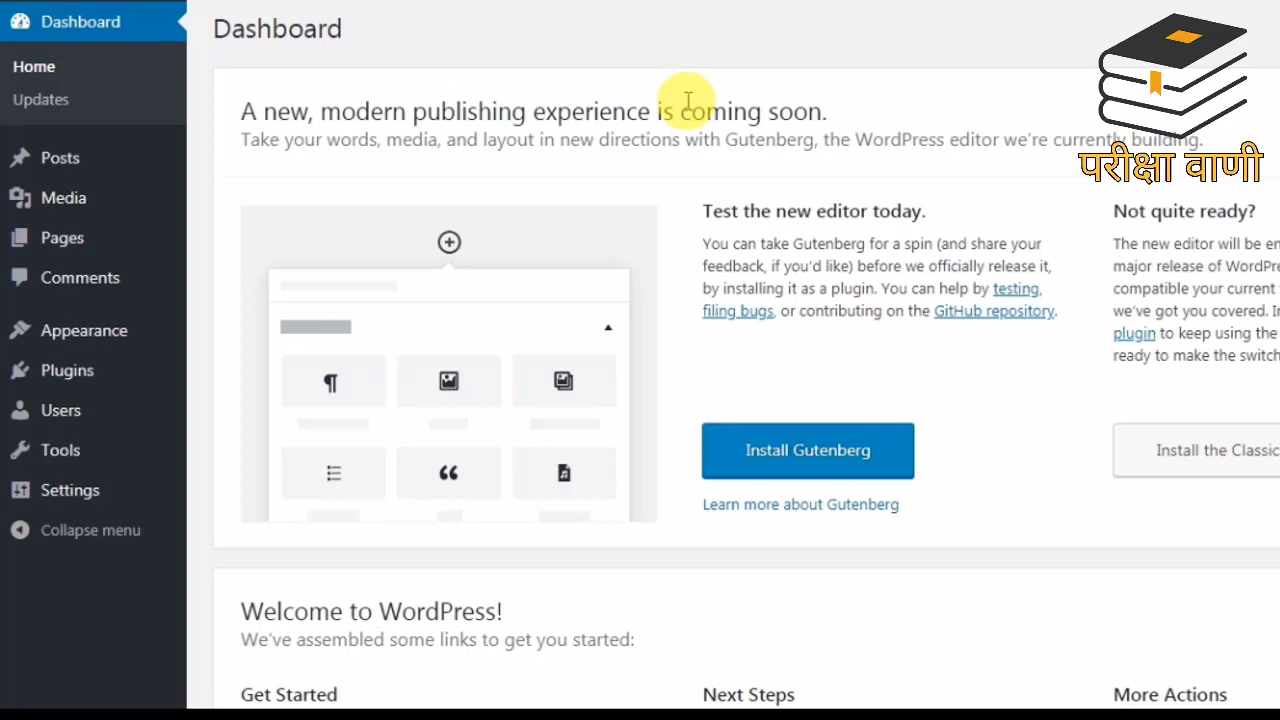 Dashboard
Home
Updates
Posts
Media
Pages
Comments
Appearance
Plugins
Users
Tools
Settings
Collapse menu
Dashboard
A new, modern publishing experience is coming soon.
Take your words, media, and layout in new directions with Gutenberg, the WordPress editor we're currently building.
Test the new editor today.
You can take Gutenberg for a spin (and share your
feedback, if you'd like) before we officially release it,
by installing it as a plugin. You can help by testing,
filing bugs, or contributing on the GitHub repository.
Install Gutenberg
Learn more about Gutenberg
Not quite ready?
The new editor will be
major release of
compatible your current
we've got you covered.
plugin to keep using the
ready to make the switch
Install the
परीक्षा वाणी
Welcome to WordPress!
We've assembled some links to get you started:
Get Started
Next Steps
More Actions